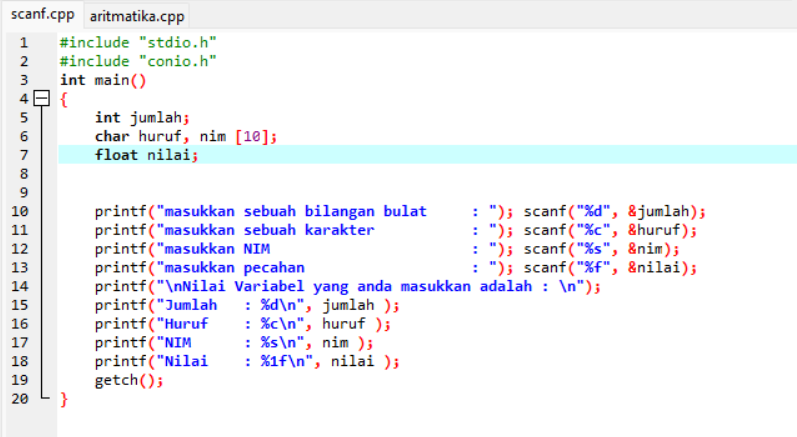 scanf.cpp aritmatika.cpp
1 #include "stdio.h"
2 #include "conio.h"
3 int main()
4 {
5 int jumlah;
6 char huruf, nim [10];
7 float nilai;
8
9
10 printf("masukkan sebuah bilangan bulat : "); scanf("%d", &jumlah);
11 printf("masukkan sebuah karakter : "); scanf("%c", &huruf);
12 printf("masukkan NIM : "); scanf("%s", &nim);
13 printf("masukkan pecahan : "); scanf("%f", &nilai);
14 printf("\nNilai Variabel yang anda masukkan adalah : \n");
15 printf("Jumlah : %d\n", jumlah );
16 printf("Huruf : %c\n", huruf );
17 printf("NIM : %s\n", nim );
18 printf("Nilai : %1f\n", nilai );
19 getch();
20 }